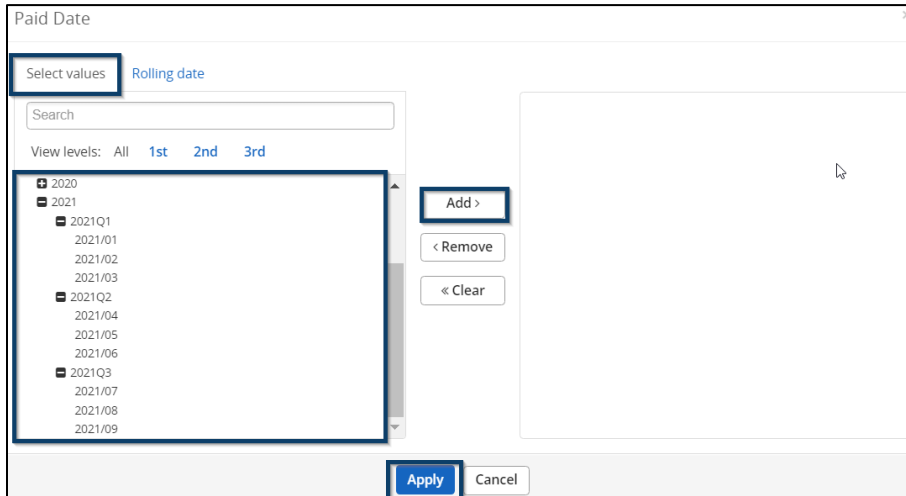 Paid Date
Select values Rolling date
Search
View levels: All 1st 2nd 3rd
2020
2021
2021Q1
2021/01
2021/02
2021/03
2021Q2
2021/04
2021/05
2021/06
2021Q3
2021/07
2021/08
2021/09
Add >
< Remove
« Clear
Apply Cancel